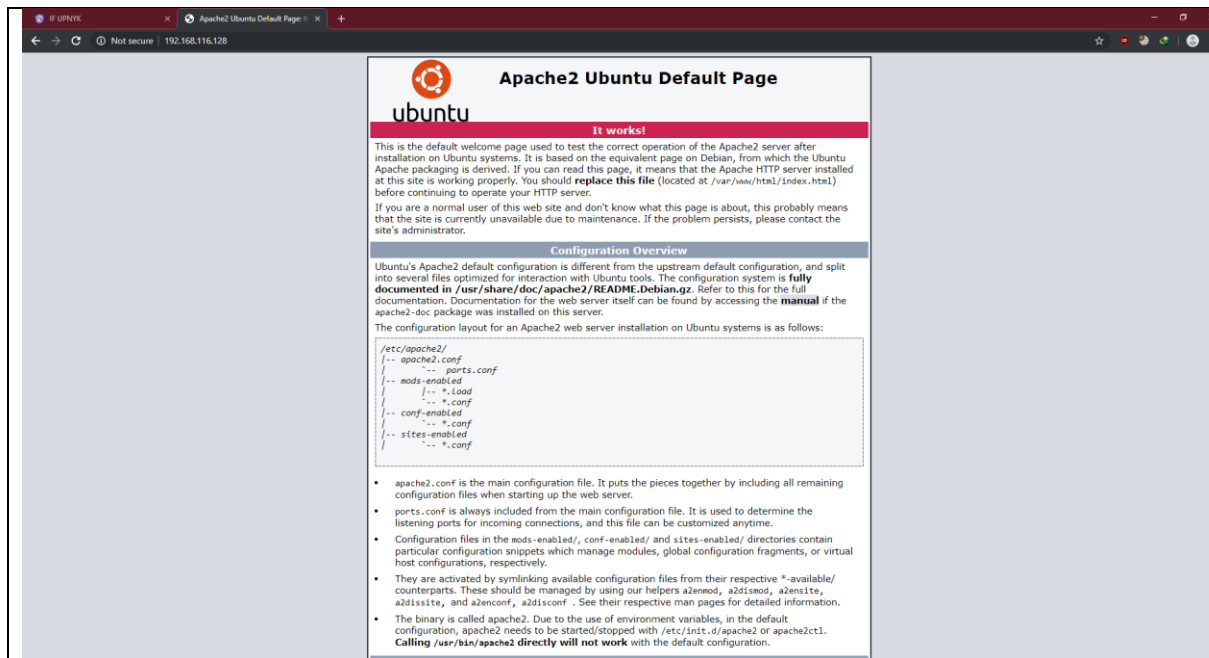 IF UPNYK
Apache2 Ubuntu Default Page: It
Not secure | 192.168.116.128
ubuntu
Apache2 Ubuntu Default Page
It works!
This is the default welcome page used to test the correct operation of the Apache2 server after
installation on Ubuntu systems. It is based on the equivalent page on Debian, from which the Ubuntu
Apache packaging is derived. If you can read this page, it means that the Apache HTTP server installed
at this site is working properly. You should replace this file (located at /var/www/html/index.html)
before continuing to operate your HTTP server.
If you are a normal user of this web site and don't know what this page is about, this probably means
that the site is currently unavailable due to maintenance. If the problem persists, please contact the
site's administrator.
Configuration Overview
Ubuntu's Apache2 default configuration is different from the upstream default configuration, and split
into several files optimized for interaction with Ubuntu tools. The configuration system is fully
documented in /usr/share/doc/apache2/README.Debian.gz. Refer to this for the full
documentation. Documentation for the web server itself can be found by accessing the manual if the
apache2-doc package was installed on this server.
The configuration layout for an Apache2 web server installation on Ubuntu systems is as follows:
/etc/apache2/
|-- apache2.conf
|       `--  ports.conf
|-- mods-enabled
|       |-- *.load
|       `-- *.conf
|-- conf-enabled
|       `-- *.conf
|-- sites-enabled
|       `-- *.conf
• apache2.conf is the main configuration file. It puts the pieces together by including all remaining
configuration files when starting up the web server.
• ports.conf is always included from the main configuration file. It is used to determine the
listening ports for incoming connections, and this file can be customized anytime.
• Configuration files in the mods-enabled/, conf-enabled/ and sites-enabled/ directories contain
particular configuration snippets which manage modules, global configuration fragments, or virtual
host configurations, respectively.
• They are activated by symlinking available configuration files from their respective *-available/
counterparts. These should be managed by using our helpers a2enmod, a2dismod, a2ensite,
a2dissite, and a2enconf, a2disconf . See their respective man pages for detailed information.
• The binary is called apache2. Due to the use of environment variables, in the default
configuration, apache2 needs to be started/stopped with /etc/init.d/apache2 or apache2ctl.
Calling /usr/bin/apache2 directly will not work with the default configuration.